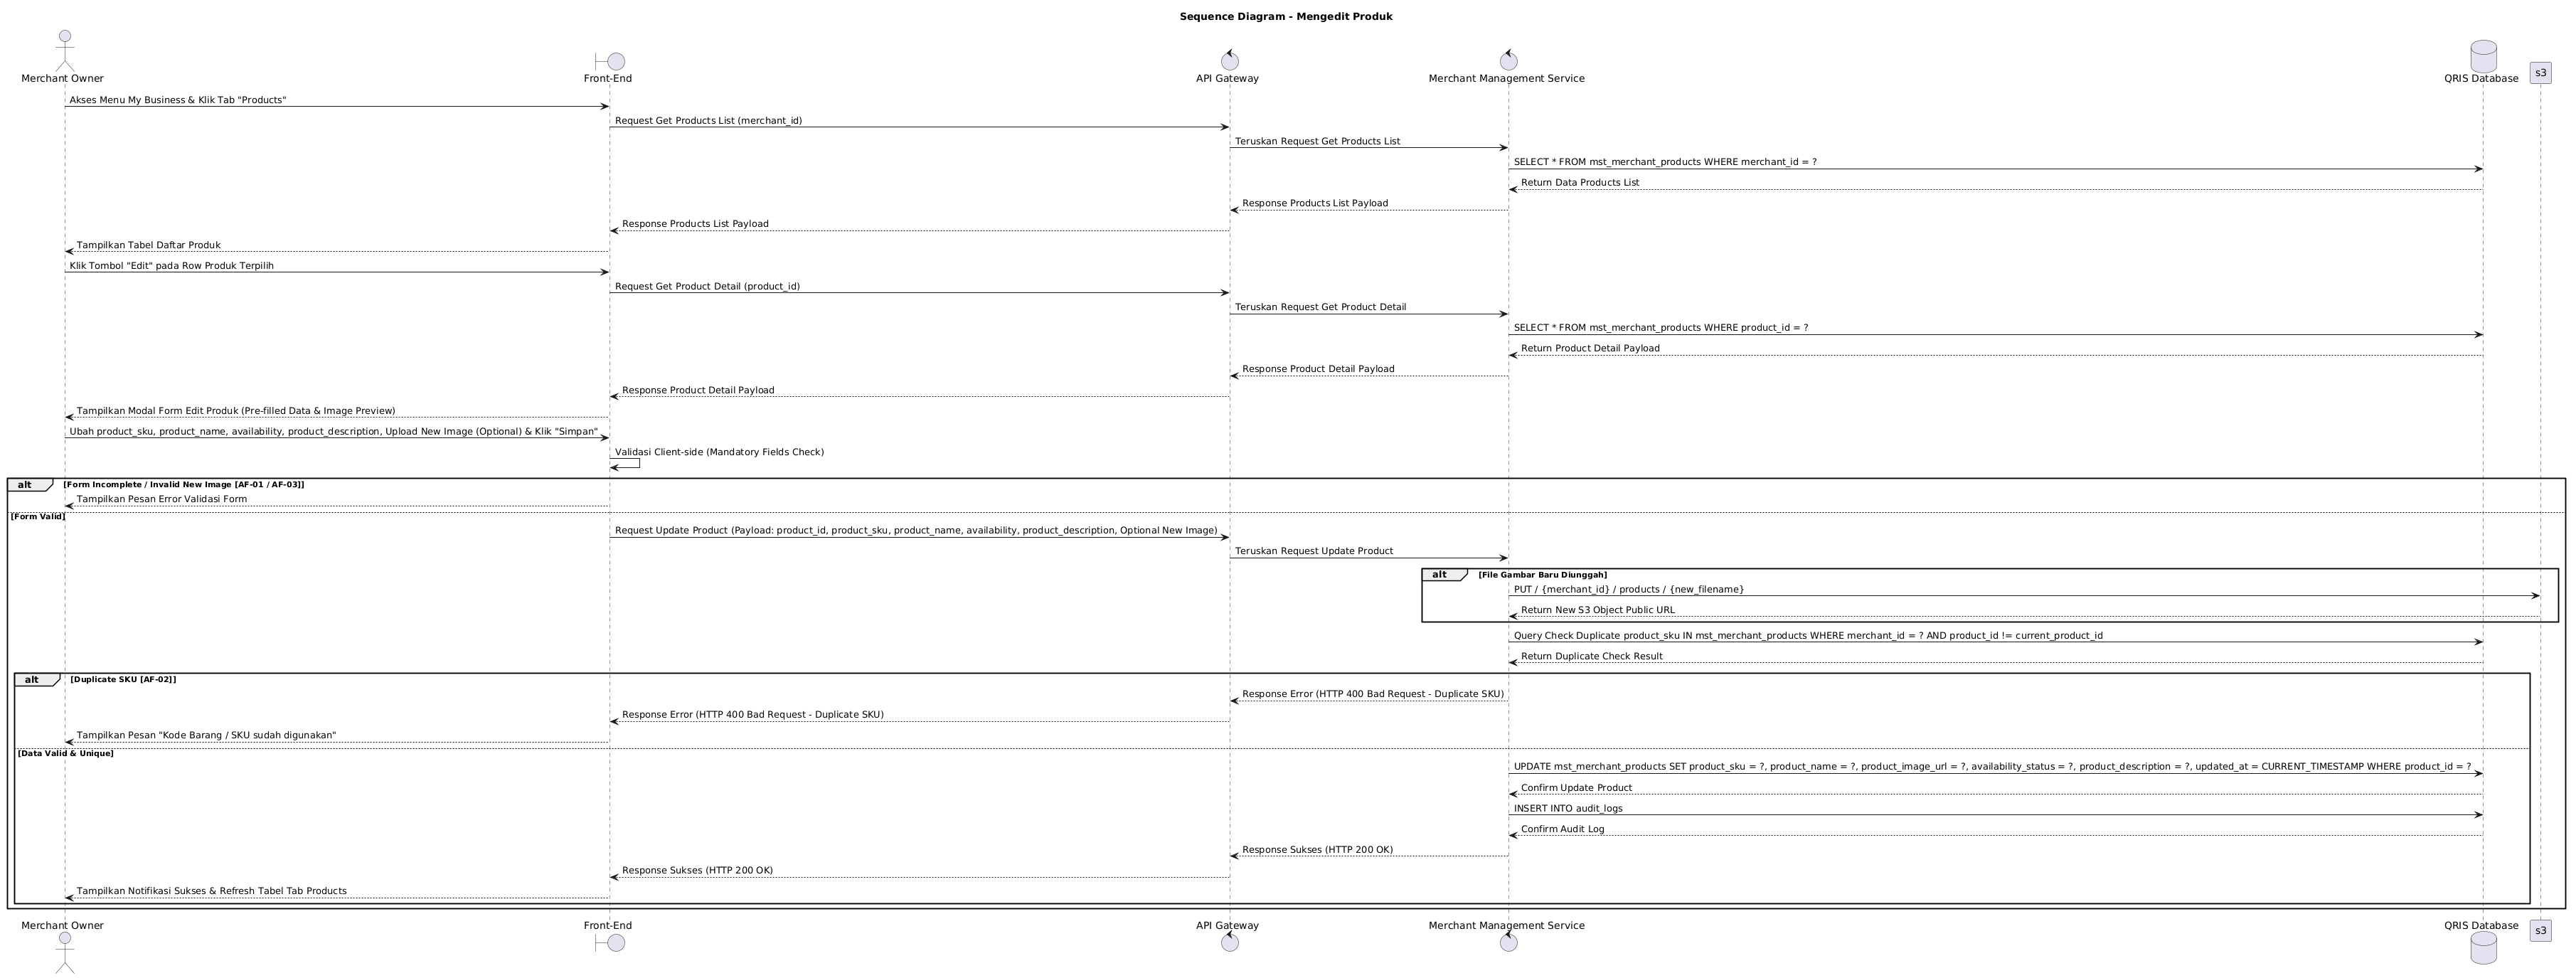 Sequence Diagram - Mengedit Produk
Merchant Owner
Front-End
API Gateway
Merchant Management Service
QRIS Database
s3
Akses Menu My Business & Klik Tab "Products"
Request Get Products List (merchant_id)
Teruskan Request Get Products List
SELECT * FROM mst_merchant_products WHERE merchant_id = ?
Return Data Products List
Response Products List Payload
Response Products List Payload
Tampilkan Tabel Daftar Produk
Klik Tombol "Edit" pada Row Produk Terpilih
Request Get Product Detail (product_id)
Teruskan Request Get Product Detail
SELECT * FROM mst_merchant_products WHERE product_id = ?
Return Product Detail Payload
Response Product Detail Payload
Response Product Detail Payload
Tampilkan Modal Form Edit Produk (Pre-filled Data & Image Preview)
Ubah product_sku, product_name, availability, product_description, Upload New Image (Optional) & Klik "Simpan"
Validasi Client-side (Mandatory Fields Check)
alt [Form Incomplete / Invalid New Image [AF-01 / AF-03]]
Tampilkan Pesan Error Validasi Form
[Form Valid]
Request Update Product (Payload: product_id, product_sku, product_name, availability, product_description, Optional New Image)
Teruskan Request Update Product
alt [File Gambar Baru Diunggah]
PUT / {merchant_id} / products / {new_filename}
Return New S3 Object Public URL
Query Check Duplicate product_sku IN mst_merchant_products WHERE merchant_id = ? AND product_id != current_product_id
Return Duplicate Check Result
alt [Duplicate SKU [AF-02]]
Response Error (HTTP 400 Bad Request - Duplicate SKU)
Response Error (HTTP 400 Bad Request - Duplicate SKU)
Tampilkan Pesan "Kode Barang / SKU sudah digunakan"
[Data Valid & Unique]
UPDATE mst_merchant_products SET product_sku = ?, product_name = ?, product_image_url = ?, availability_status = ?, product_description = ?, updated_at = CURRENT_TIMESTAMP WHERE product_id = ?
Confirm Update Product
INSERT INTO audit_logs
Confirm Audit Log
Response Sukses (HTTP 200 OK)
Response Sukses (HTTP 200 OK)
Tampilkan Notifikasi Sukses & Refresh Tabel Tab Products
Merchant Owner
Front-End
API Gateway
Merchant Management Service
QRIS Database
s3